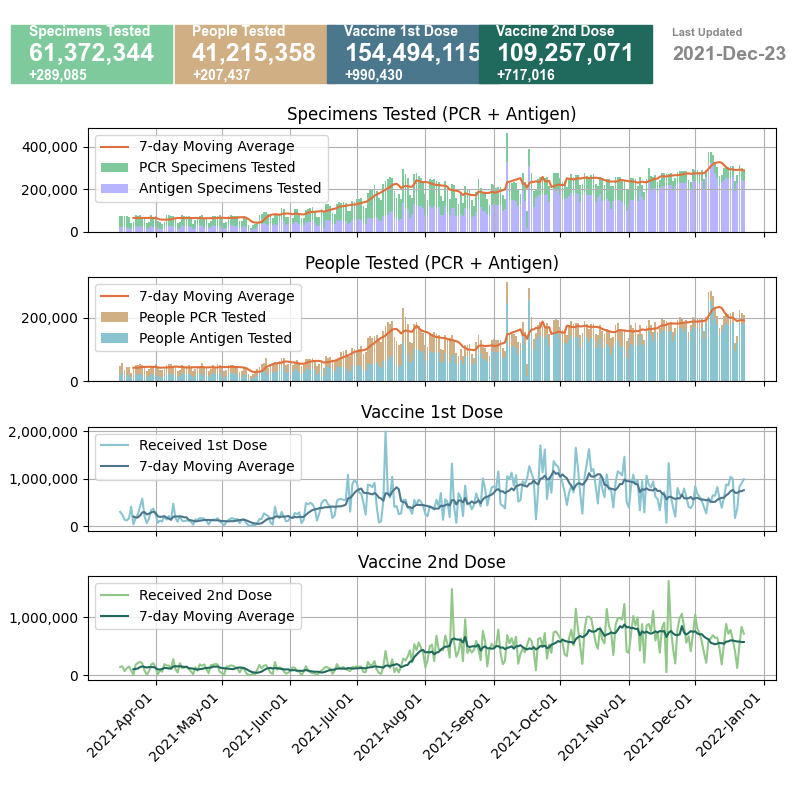 Specimens Tested
61,372,344
+289,085
People Tested
41,215,358
+207,437
Vaccine 1st Dose
154,494,115
+990,430
Vaccine 2nd Dose
109,257,071
+717,016
Last Updated
2021-Dec-23
Specimens Tested (PCR + Antigen)
400,000
200,000
0
7-day Moving Average
PCR Specimens Tested
Antigen Specimens Tested
People Tested (PCR + Antigen)
200,000
0
7-day Moving Average
People PCR Tested
People Antigen Tested
Vaccine 1st Dose
2,000,000
1,000,000
0
Received 1st Dose
7-day Moving Average
Vaccine 2nd Dose
1,000,000
0
Received 2nd Dose
7-day Moving Average
2021-Apr-01
2021-May-01
2021-Jun-01
2021-Jul-01
2021-Aug-01
2021-Sep-01
2021-Oct-01
2021-Nov-01
2021-Dec-01
2022-Jan-01